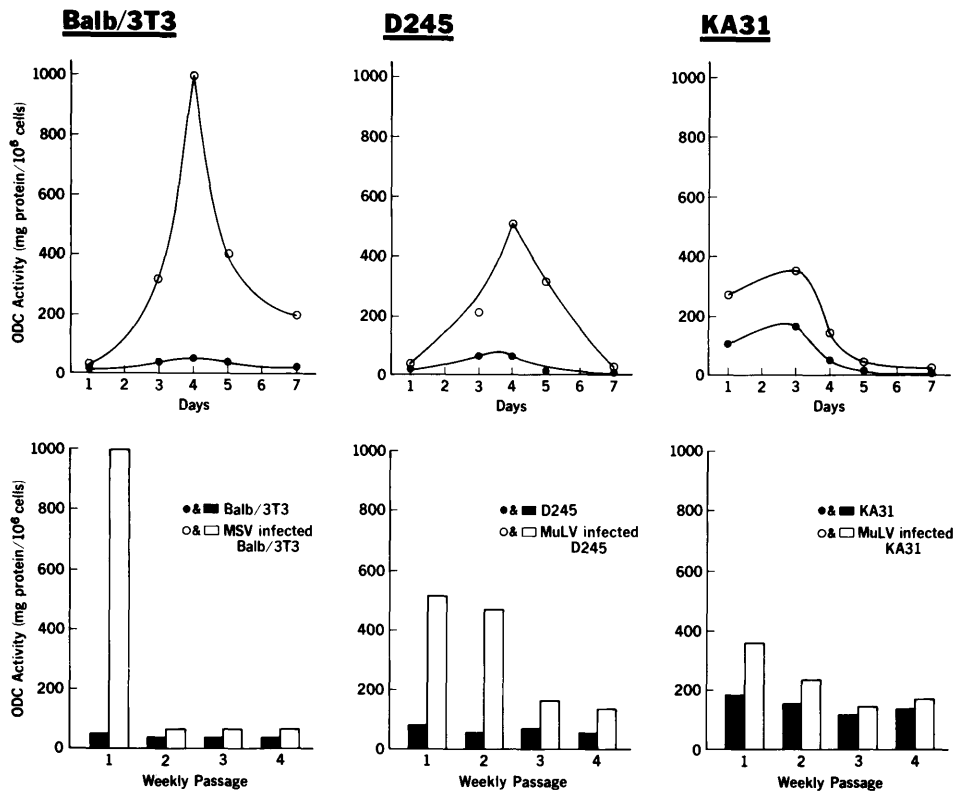 Balb/3T3
D245
KA31
ODC Activity (mg protein/10⁶ cells)
1000
800
600
400
200
0
1 2 3 4 5 6 7
Days
1000
800
600
400
200
0
1 2 3 4 5 6 7
Days
1000
800
600
400
200
0
1 2 3 4 5 6 7
Days
ODC Activity (mg protein/10⁶ cells)
1000
800
600
400
200
0
●&■ Balb/3T3
○&□ MSV infected
Balb/3T3
1 2 3 4
Weekly Passage
1000
800
600
400
200
0
●&■ D245
○&□ MuLV infected
D245
1 2 3 4
Weekly Passage
1000
800
600
400
200
0
●&■ KA31
○&□ MuLV infected
KA31
1 2 3 4
Weekly Passage